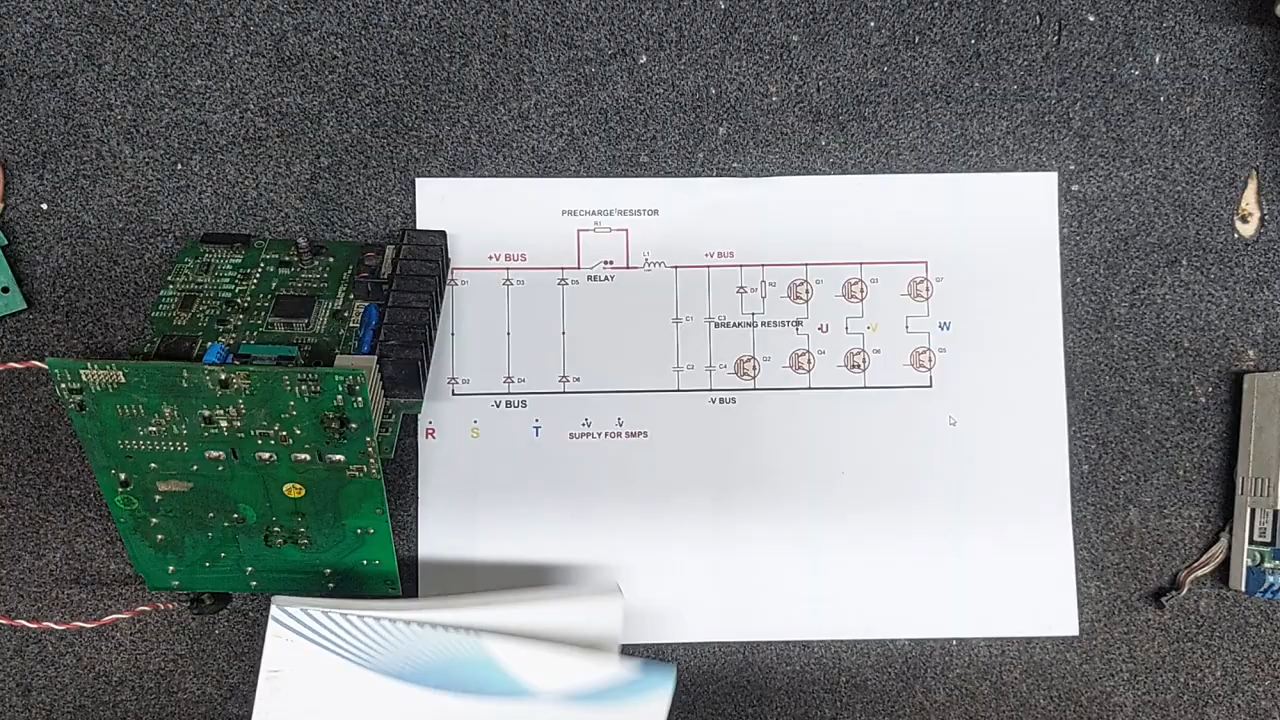 PRECHARGE RESISTOR
R1
+V BUS
L1
+V BUS
RELAY
D1
D3
D5
D7
R2
Q1
Q3
Q7
C1
C3
BREAKING RESISTOR
U
V
W
C2
C4
Q2
Q4
Q6
Q5
D2
D4
D6
-V BUS
-V BUS
R
S
T
+V
-V
SUPPLY FOR SMPS